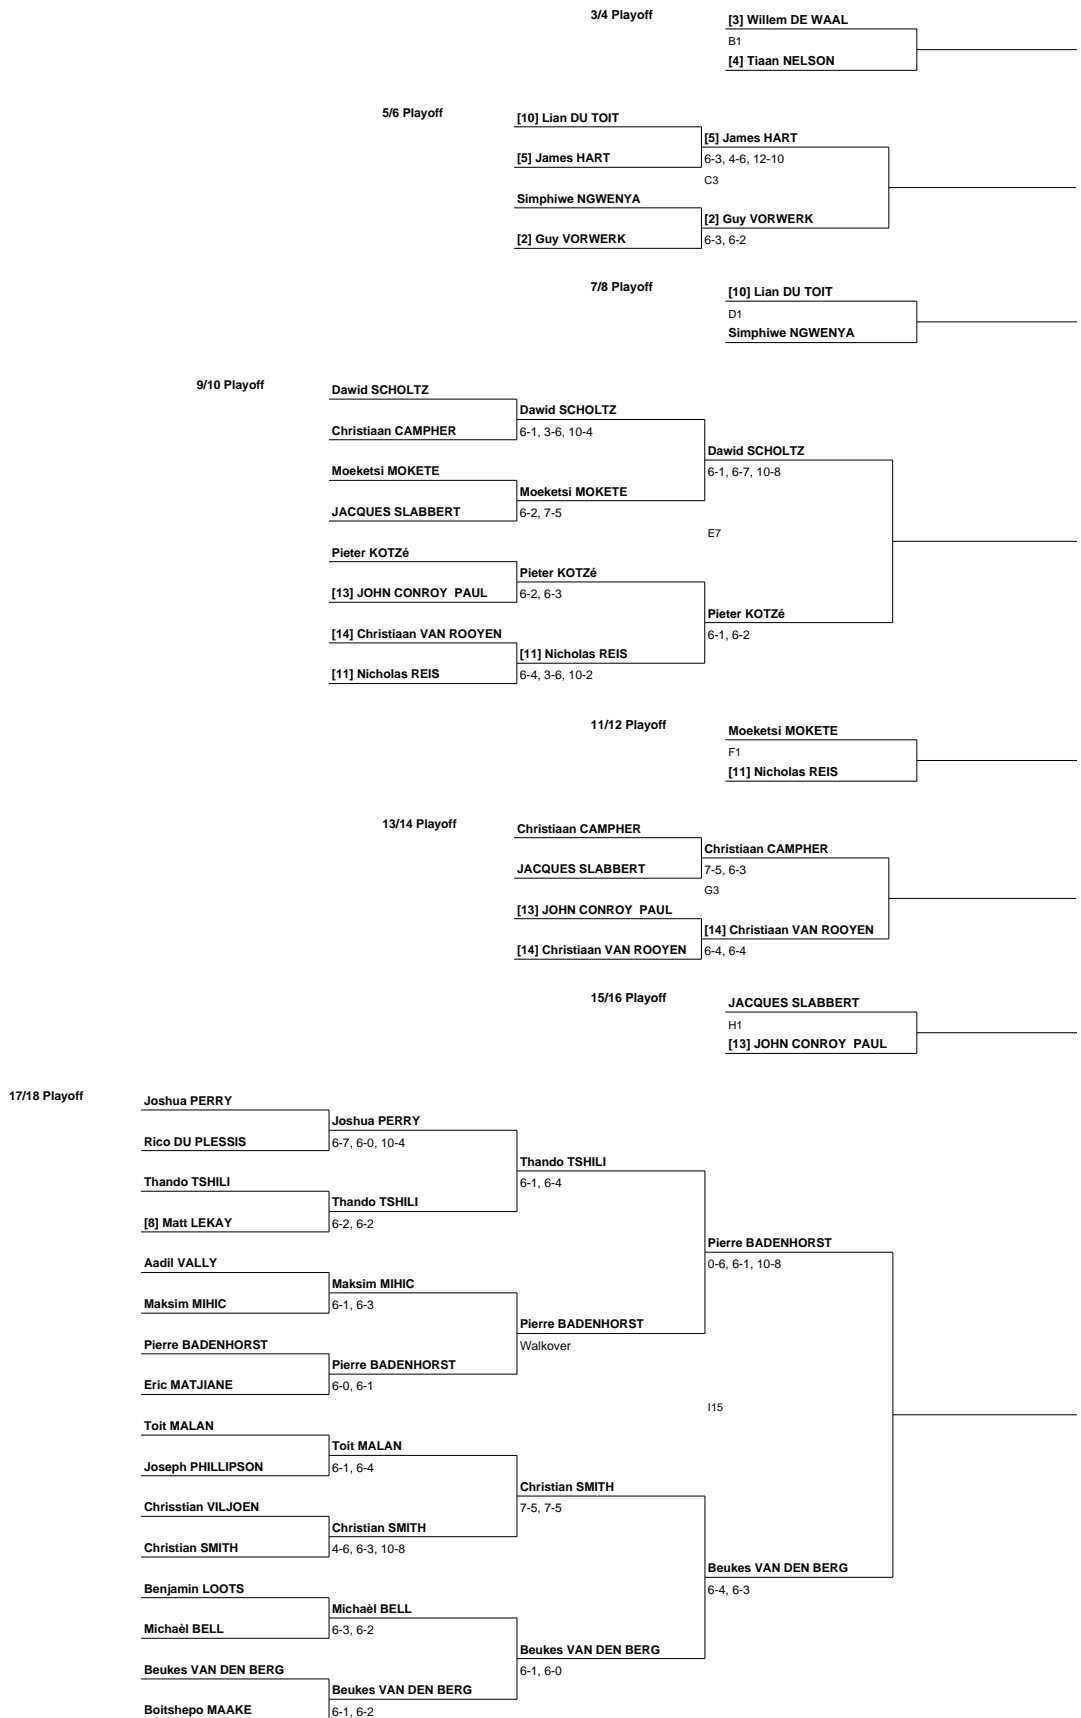 3/4 Playoff
[3] Willem DE WAAL
B1
[4] Tiaan NELSON
5/6 Playoff
[10] Lian DU TOIT
[5] James HART
[5] James HART
6-3, 4-6, 12-10
C3
Simphiwe NGWENYA
[2] Guy VORWERK
[2] Guy VORWERK
6-3, 6-2
7/8 Playoff
[10] Lian DU TOIT
D1
Simphiwe NGWENYA
9/10 Playoff
Dawid SCHOLTZ
Dawid SCHOLTZ
Christiaan CAMPHER
6-1, 3-6, 10-4
Dawid SCHOLTZ
6-1, 6-7, 10-8
Moeketsi MOKETE
Moeketsi MOKETE
JACQUES SLABBERT
6-2, 7-5
E7
Pieter KOTZé
Pieter KOTZé
[13] JOHN CONROY  PAUL
6-2, 6-3
Pieter KOTZé
6-1, 6-2
[14] Christiaan VAN ROOYEN
[11] Nicholas REIS
[11] Nicholas REIS
6-4, 3-6, 10-2
11/12 Playoff
Moeketsi MOKETE
F1
[11] Nicholas REIS
13/14 Playoff
Christiaan CAMPHER
Christiaan CAMPHER
JACQUES SLABBERT
7-5, 6-3
G3
[13] JOHN CONROY  PAUL
[14] Christiaan VAN ROOYEN
[14] Christiaan VAN ROOYEN
6-4, 6-4
15/16 Playoff
JACQUES SLABBERT
H1
[13] JOHN CONROY  PAUL
17/18 Playoff
Joshua PERRY
Joshua PERRY
Rico DU PLESSIS
6-7, 6-0, 10-4
Thando TSHILI
6-1, 6-4
Thando TSHILI
Thando TSHILI
[8] Matt LEKAY
6-2, 6-2
Pierre BADENHORST
0-6, 6-1, 10-8
Aadil VALLY
Maksim MIHIC
Maksim MIHIC
6-1, 6-3
Pierre BADENHORST
Walkover
Pierre BADENHORST
Pierre BADENHORST
Eric MATJIANE
6-0, 6-1
I15
Toit MALAN
Toit MALAN
Joseph PHILLIPSON
6-1, 6-4
Christian SMITH
7-5, 7-5
Chrisstian VILJOEN
Christian SMITH
Christian SMITH
4-6, 6-3, 10-8
Beukes VAN DEN BERG
6-4, 6-3
Benjamin LOOTS
Michaèl BELL
Michaèl BELL
6-3, 6-2
Beukes VAN DEN BERG
6-1, 6-0
Beukes VAN DEN BERG
Beukes VAN DEN BERG
Boitshepo MAAKE
6-1, 6-2